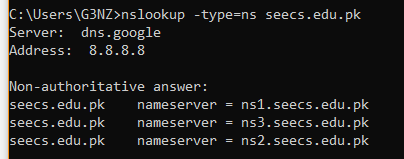 C:\Users\G3NZ>nslookup -type=ns seecs.edu.pk
Server:  dns.google
Address:  8.8.8.8
Non-authoritative answer:
seecs.edu.pk    nameserver = ns1.seecs.edu.pk
seecs.edu.pk    nameserver = ns3.seecs.edu.pk
seecs.edu.pk    nameserver = ns2.seecs.edu.pk